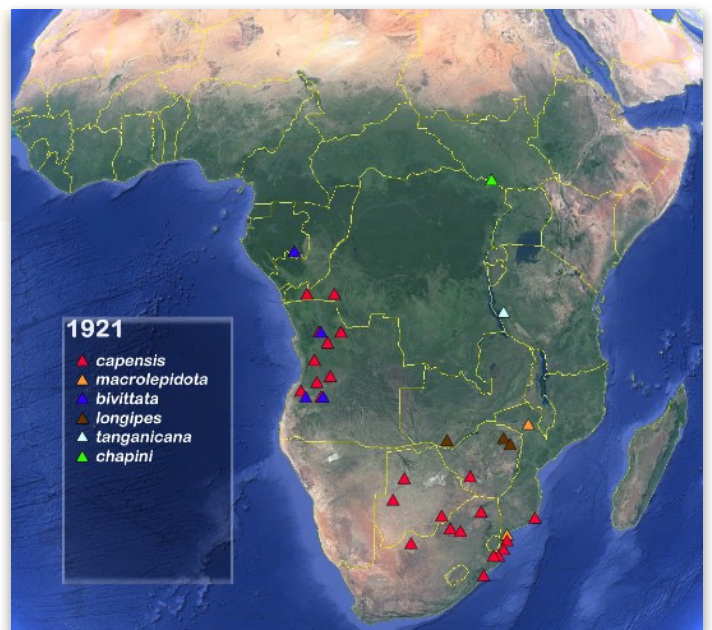 1921
capensis
macrolepidota
bivittata
longipes
tanganicana
chapini